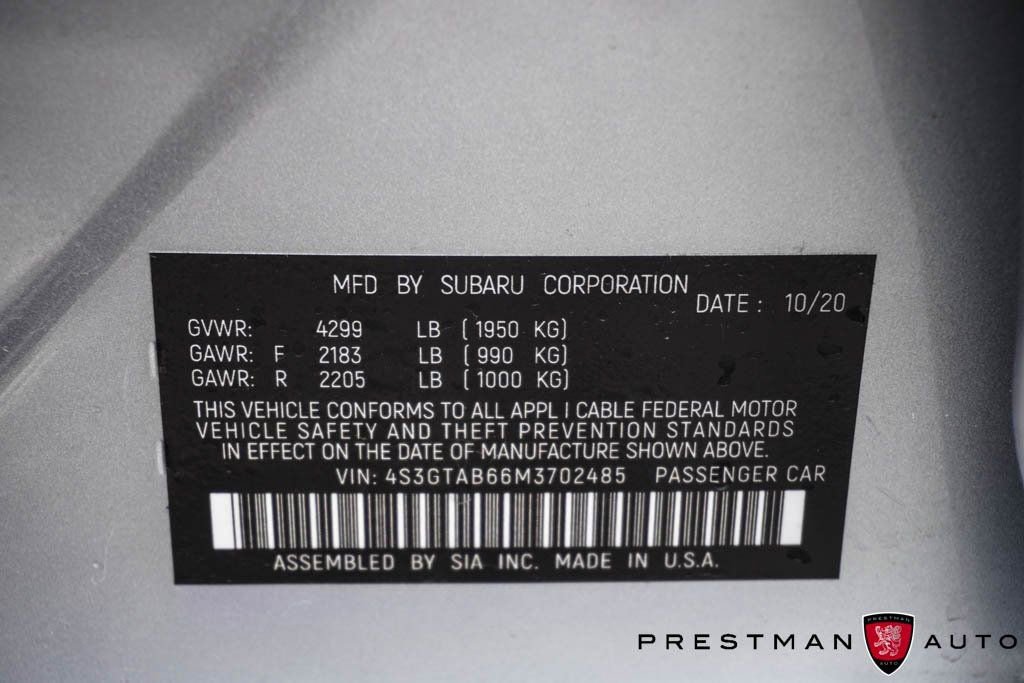 MFD BY SUBARU CORPORATION
DATE: 10/20
GVWR: 4299 LB [1950 KG]
GAWR: F 2183 LB [990 KG]
GAWR: R 2205 LB [1000 KG]
THIS VEHICLE CONFORMS TO ALL APPL I CABLE FEDERAL MOTOR
VEHICLE SAFETY AND THEFT PREVENTION STANDARDS
IN EFFECT ON THE DATE OF MANUFACTURE SHOWN ABOVE.
VIN: 4S3GTAB66M3702485 PASSENGER CAR
ASSEMBLED BY SIA INC. MADE IN U.S.A.
PRESTMAN AUTO
PRESTMAN
AUTO